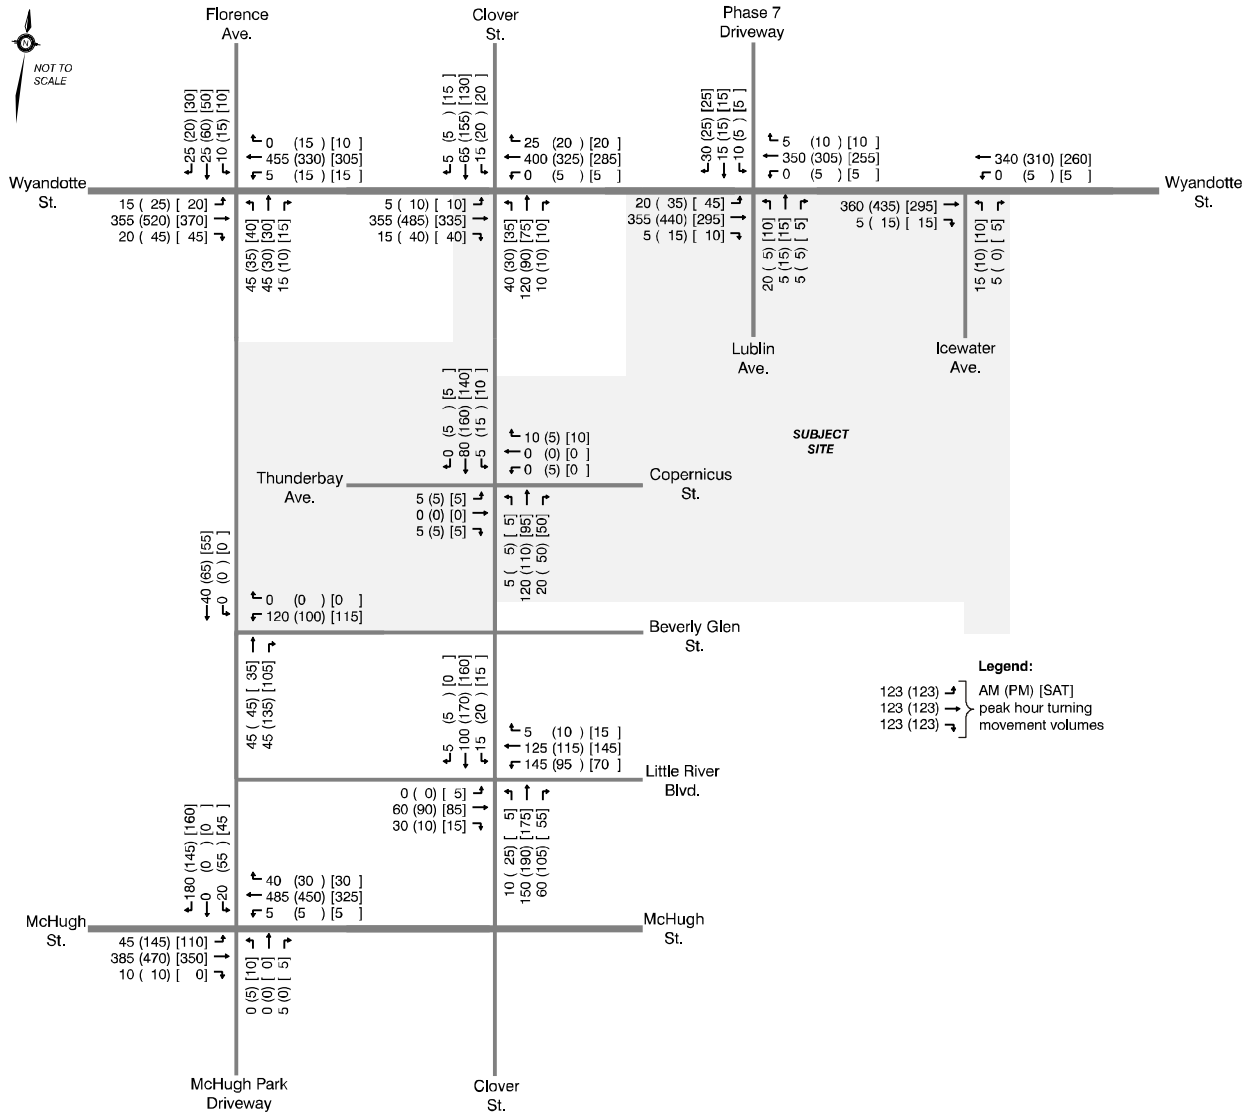 Florence
Ave.
Clover
St.
Phase 7
Driveway
N
NOT TO
SCALE
25 (20) [30]
25 (60) [50]
10 (15) [10]
0 (15 ) [10 ]
455 (330) [305]
5 (15 ) [15 ]
5 (5 ) [15 ]
65 (155) [130]
15 (20 ) [20 ]
25 (20 ) [20 ]
400 (325) [285]
0 (5 ) [5 ]
30 (25) [25]
15 (15) [15]
10 (5 ) [5 ]
5 (10 ) [10 ]
350 (305) [255]
0 (5 ) [5 ]
340 (310) [260]
0 (5 ) [5 ]
Wyandotte
St.
Wyandotte
St.
15 ( 25) [ 20]
355 (520) [370]
20 ( 45) [ 45]
45 (35) [40]
45 (30) [30]
15 (10) [15]
5 ( 10) [ 10]
355 (485) [335]
15 ( 40) [ 40]
40 (30) [35]
120 (90) [75]
10 (10) [10]
20 ( 35) [ 45]
355 (440) [295]
5 ( 15) [ 10]
20 ( 5) [10]
5 (15) [15]
5 ( 5) [ 5]
360 (435) [295]
5 ( 15) [ 15]
15 (10) [10]
5 ( 0) [ 5]
Lublin
Ave.
Icewater
Ave.
0 (5 ) [5 ]
80 (160) [140]
5 (15 ) [10 ]
10 (5) [10]
0 (0) [0 ]
0 (5) [0 ]
SUBJECT
SITE
Thunderbay
Ave.
Copernicus
St.
5 (5) [5]
0 (0) [0]
5 (5) [5]
5 ( 5) [ 5]
120 (110) [95]
20 ( 50) [50]
40 (65) [55]
0 (0 ) [0 ]
0 (0 ) [0 ]
120 (100) [115]
Beverly Glen
St.
45 ( 45) [ 35]
45 (135) [105]
5 (5 ) [0 ]
100 (170) [160]
15 (20 ) [15 ]
5 (10 ) [15 ]
125 (115) [145]
145 (95 ) [70 ]
Legend:
123 (123)
123 (123)
123 (123)
AM (PM) [SAT]
peak hour turning
movement volumes
Little River
Blvd.
0 ( 0) [ 5]
60 (90) [85]
30 (10) [15]
10 ( 25) [ 5]
150 (190) [175]
60 (105) [ 55]
180 (145) [160]
0 (0 ) [0 ]
20 (55 ) [45 ]
40 (30 ) [30 ]
485 (450) [325]
5 (5 ) [5 ]
McHugh
St.
McHugh
St.
45 (145) [110]
385 (470) [350]
10 ( 10) [ 0]
0 (5) [10]
0 (0) [ 0]
5 (0) [ 5]
McHugh Park
Driveway
Clover
St.